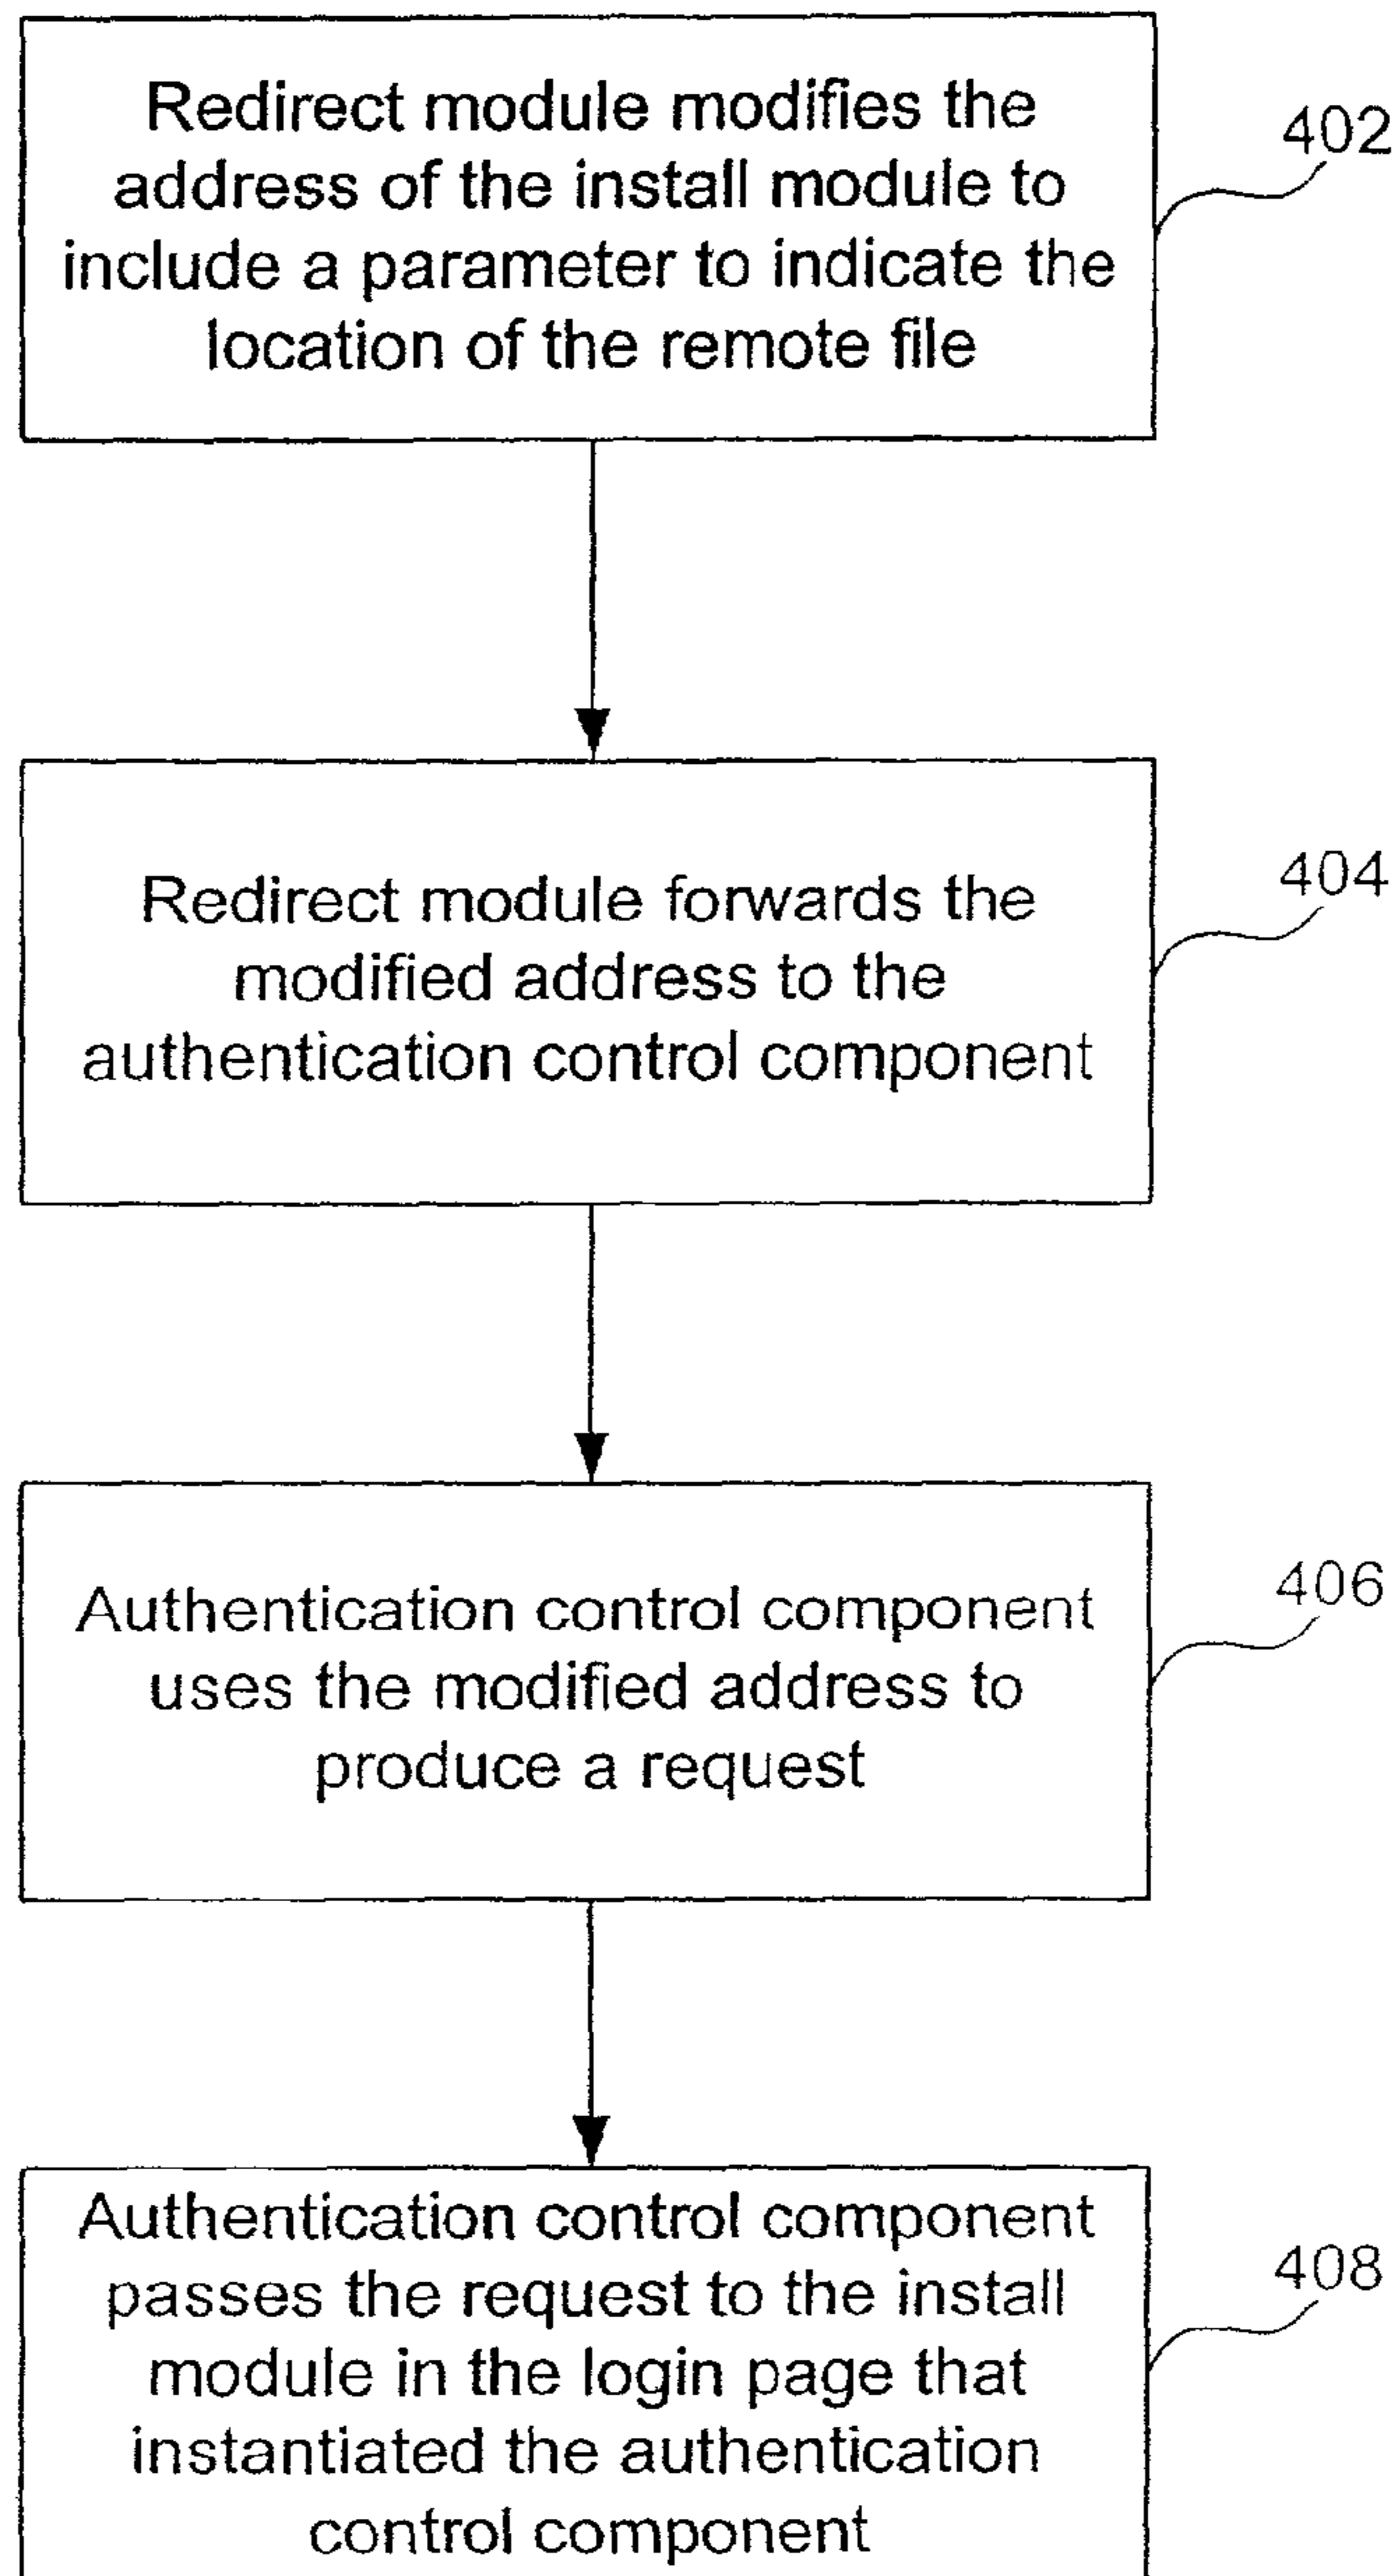 Redirect module modifies the
address of the install module to
include a parameter to indicate the
location of the remote file
402
Redirect module forwards the
modified address to the
authentication control component
404
Authentication control component
uses the modified address to
produce a request
406
Authentication control component
passes the request to the install
module in the login page that
instantiated the authentication
control component
408